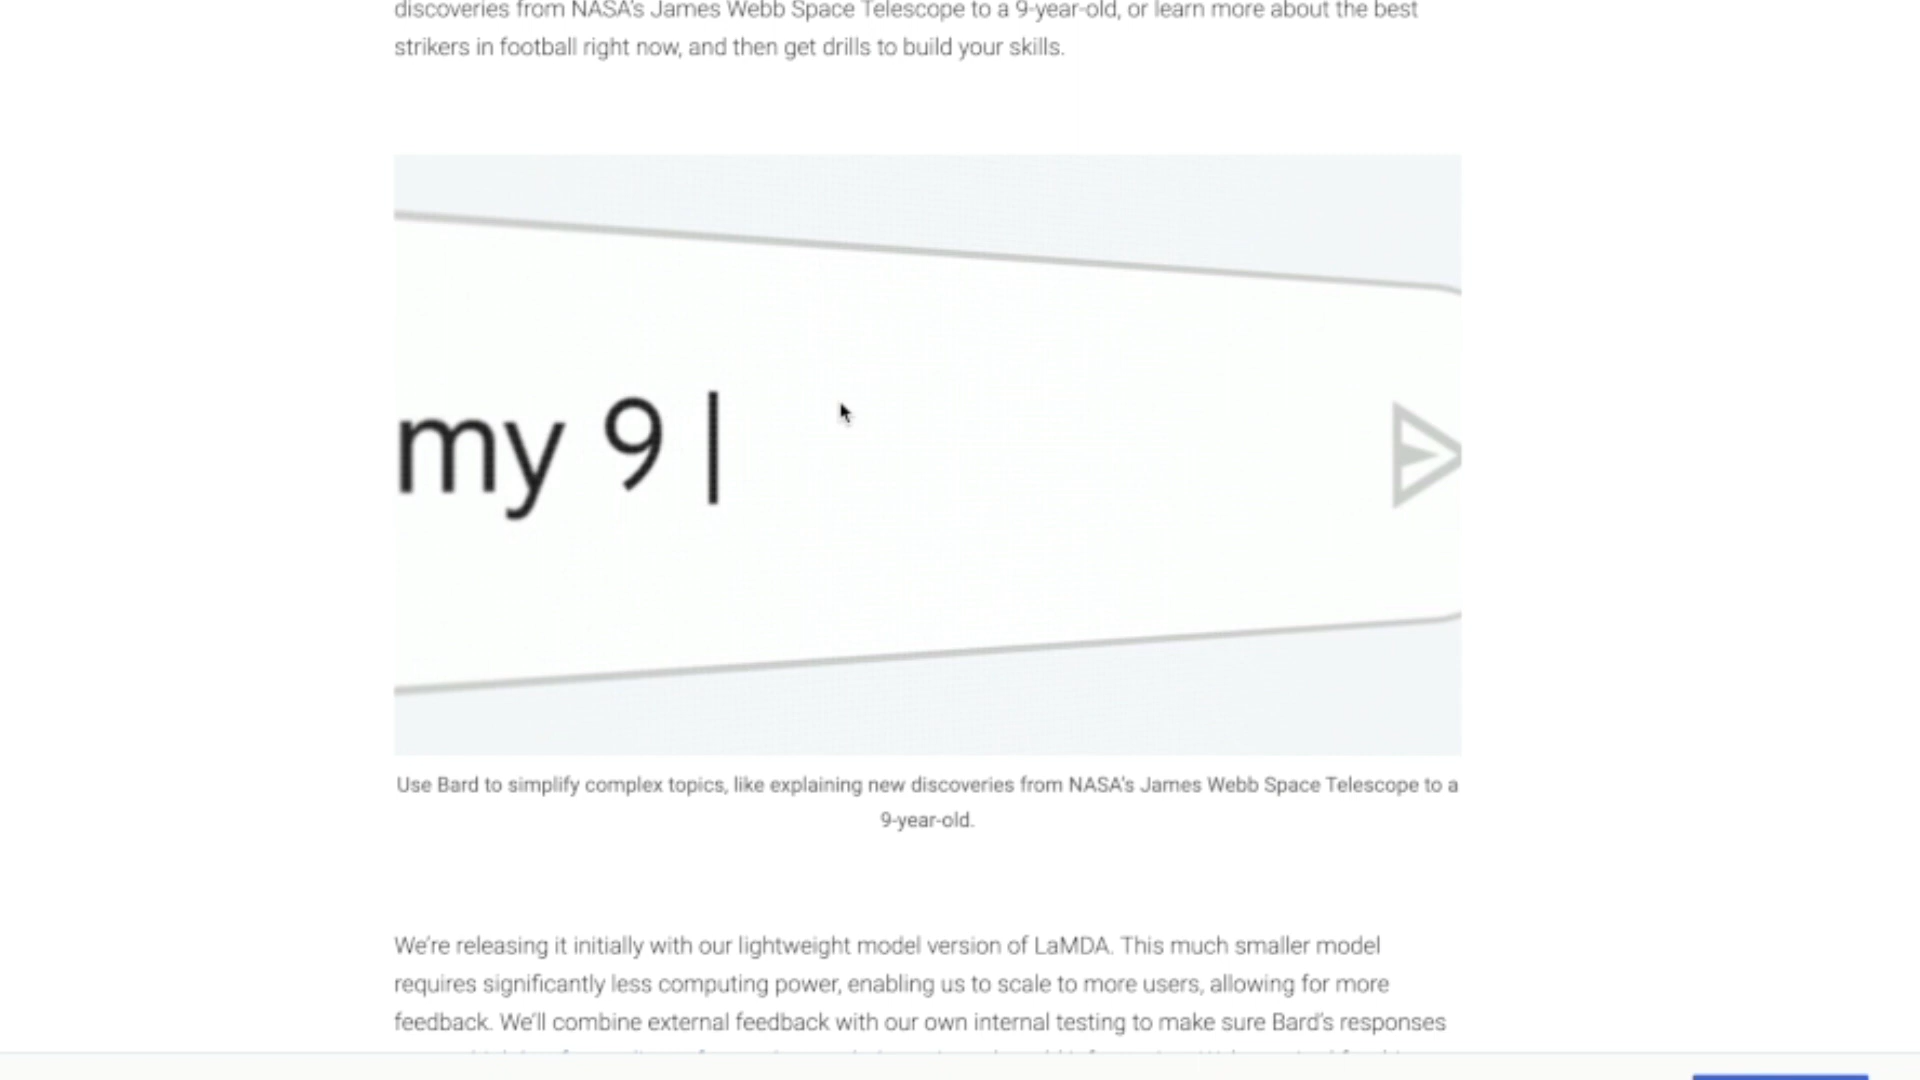 discoveries from NASA's James Webb Space Telescope to a 9-year-old, or learn more about the best
strikers in football right now, and then get drills to build your skills.
my 9
Use Bard to simplify complex topics, like explaining new discoveries from NASA's James Webb Space Telescope to a
9-year-old.
We're releasing it initially with our lightweight model version of LaMDA. This much smaller model
requires significantly less computing power, enabling us to scale to more users, allowing for more
feedback. We'll combine external feedback with our own internal testing to make sure Bard's responses